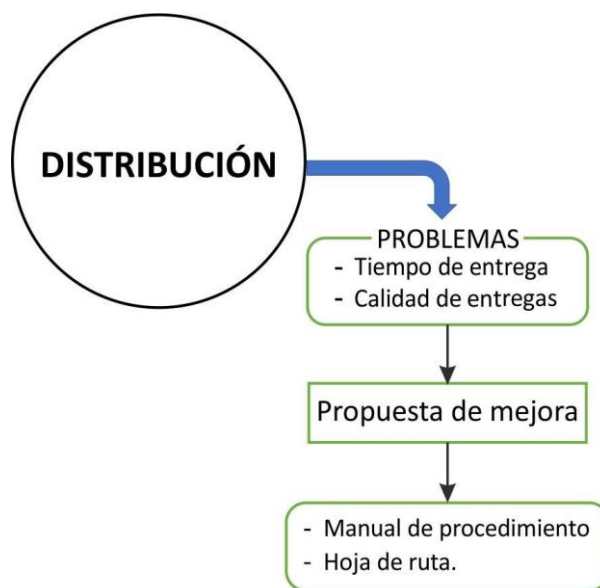 DISTRIBUCIÓN
PROBLEMAS
- Tiempo de entrega
- Calidad de entregas
Propuesta de mejora
- Manual de procedimiento
- Hoja de ruta.